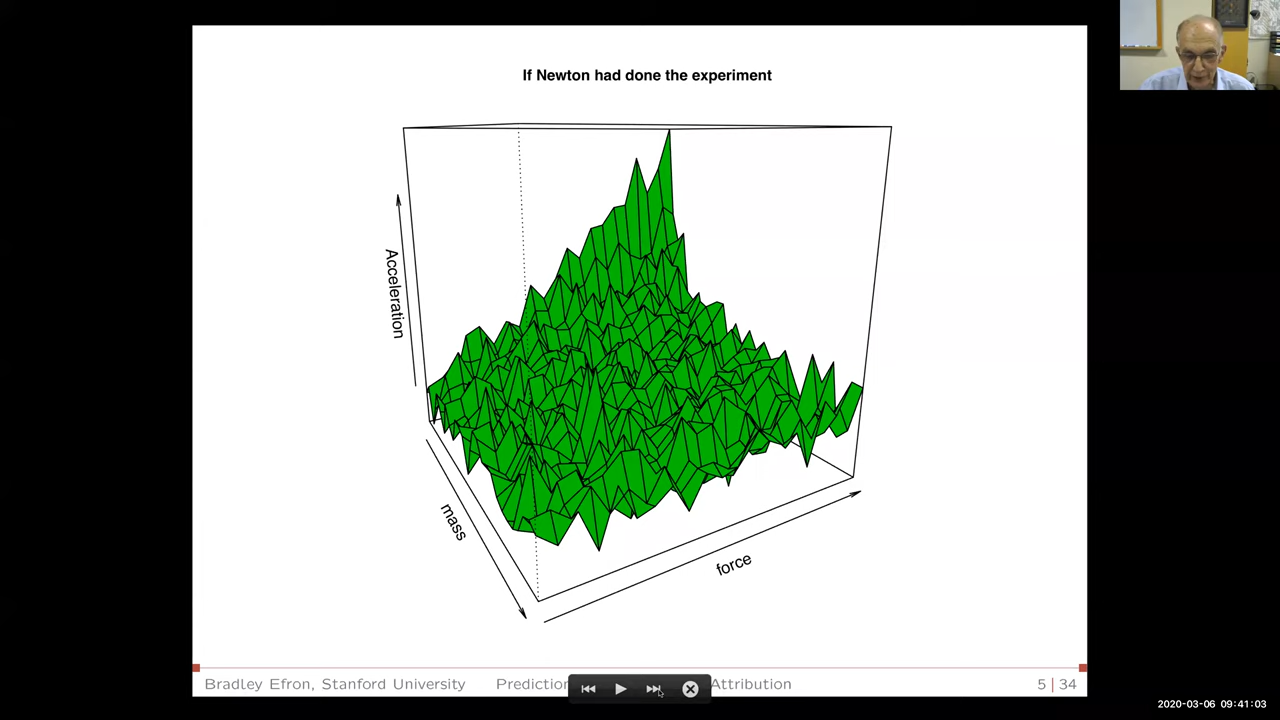 If Newton had done the experiment
Acceleration
mass
force
Bradley Efron, Stanford University Prediction Attribution 5 | 34
2020-03-06 09:41:03